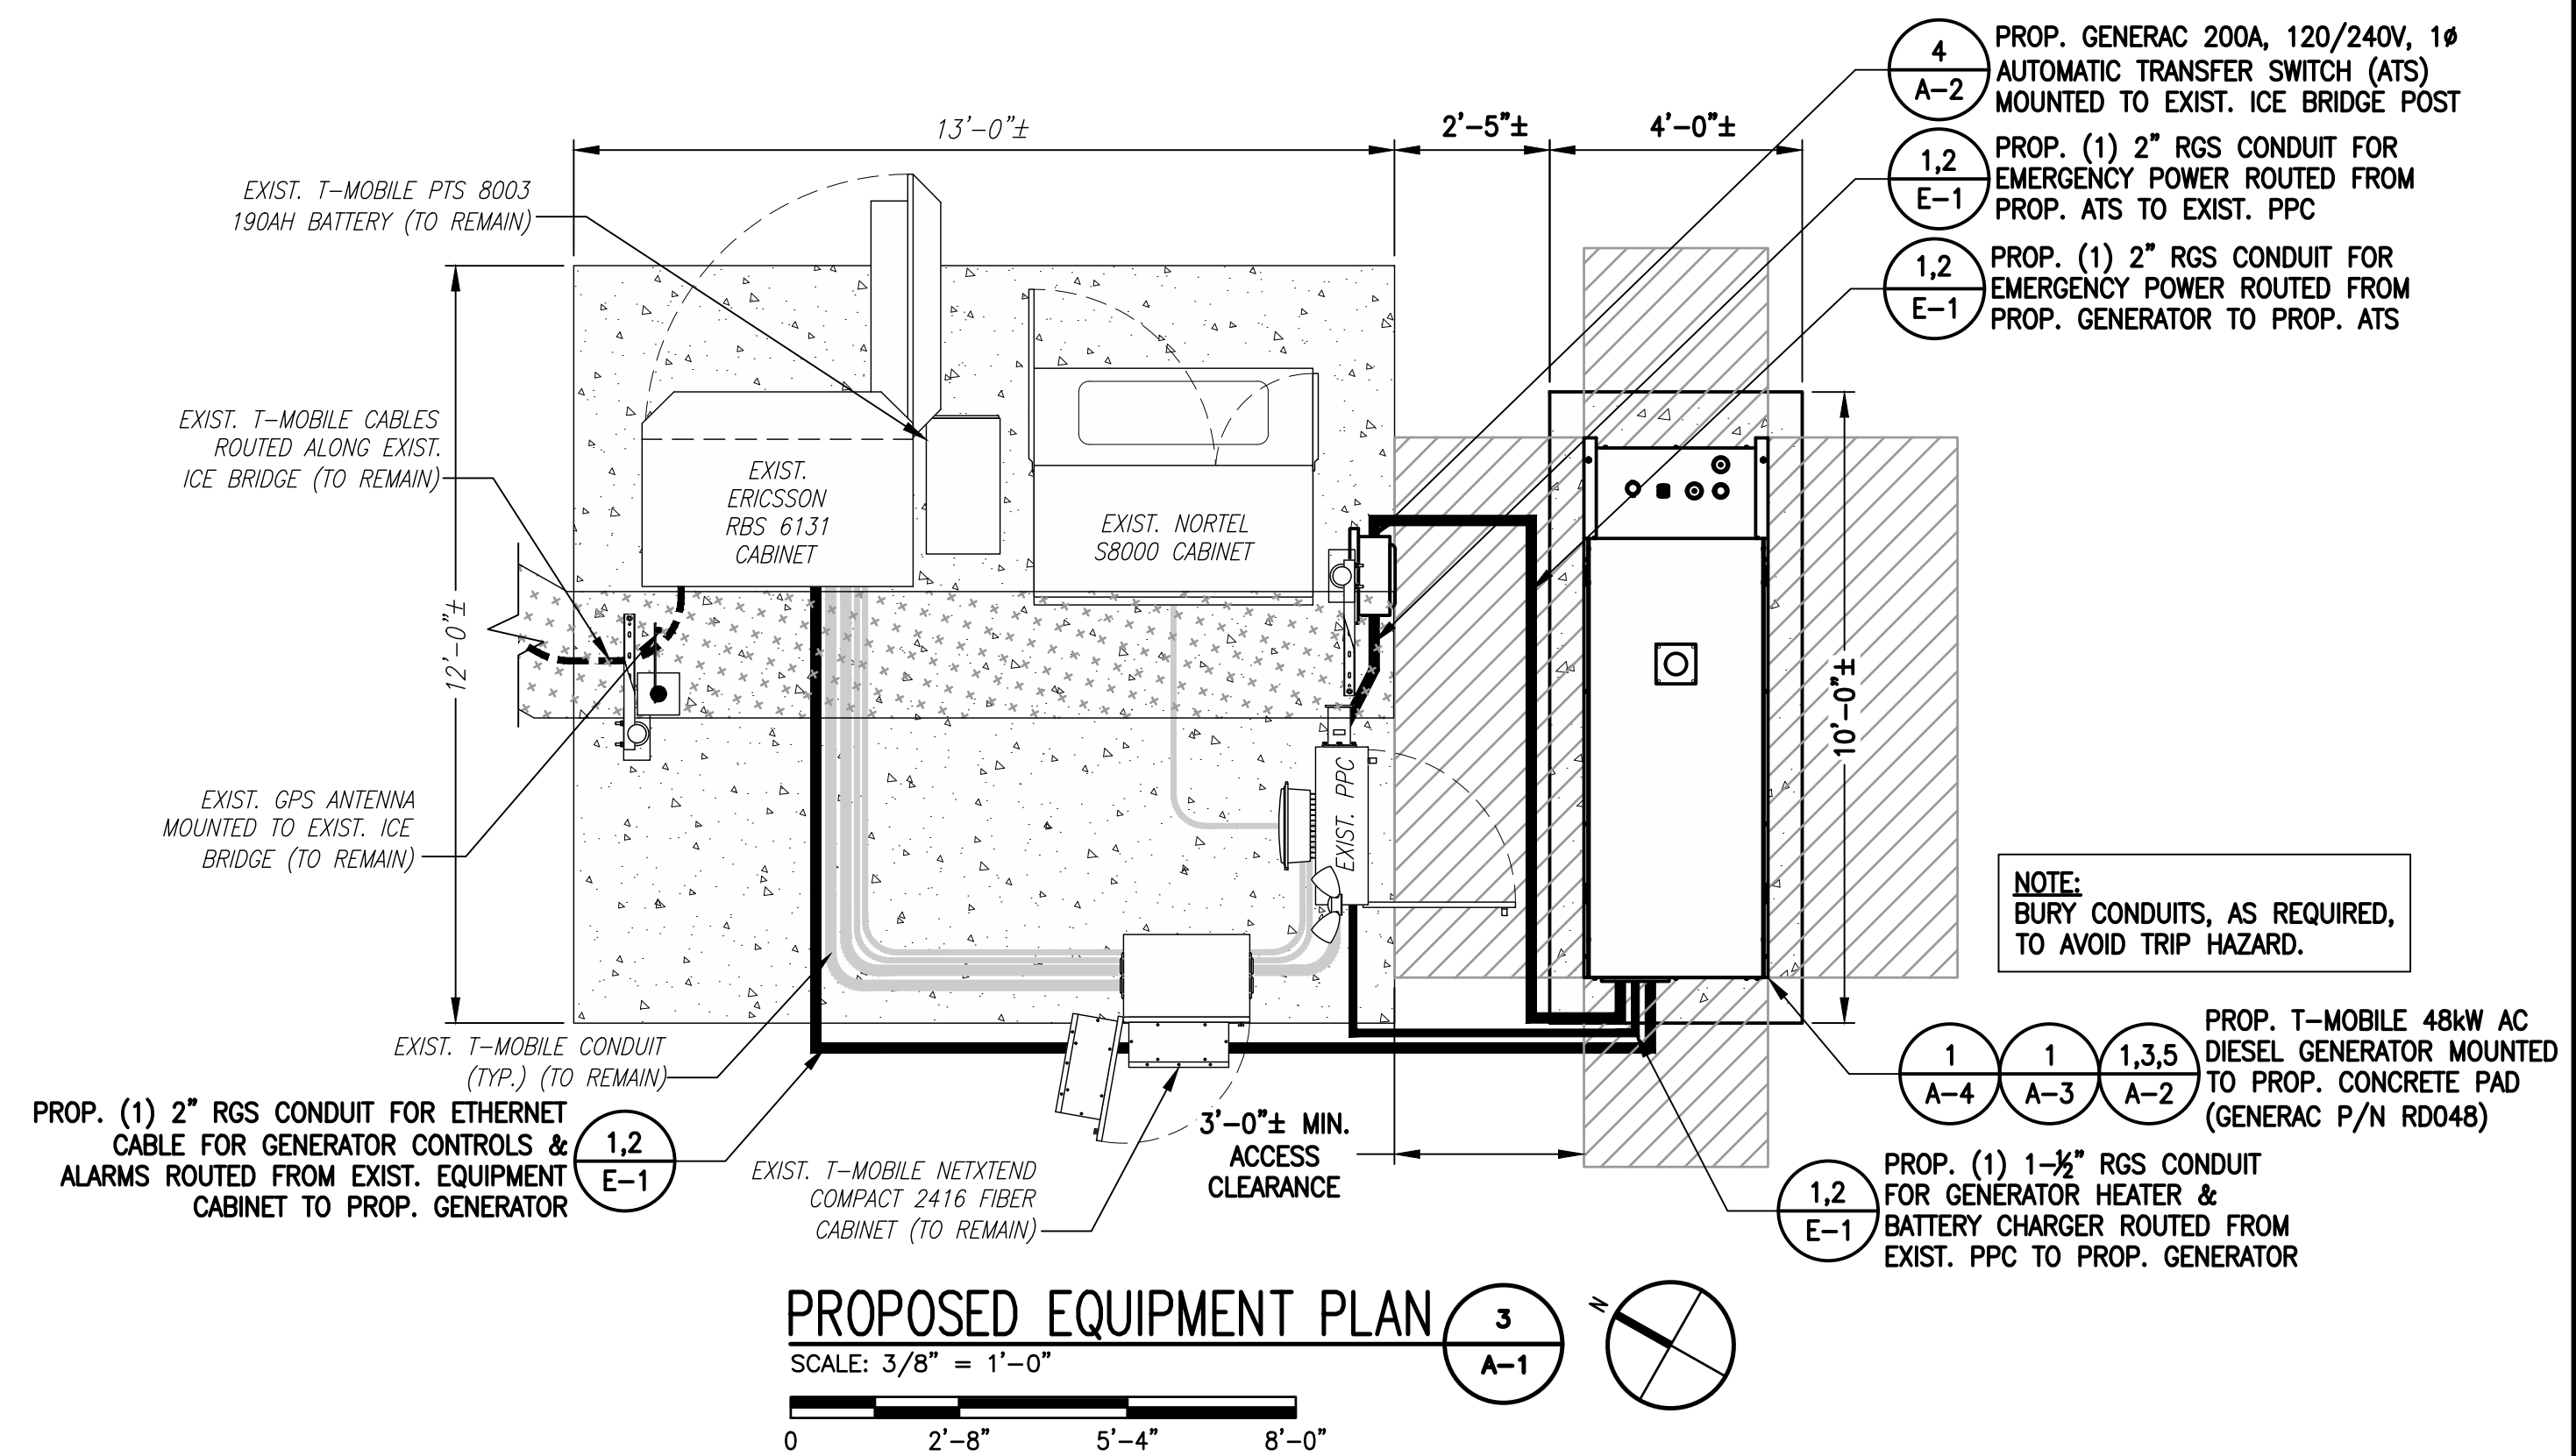 4
A-2
PROP. GENERAC 200A, 120/240V, 1ø
AUTOMATIC TRANSFER SWITCH (ATS)
MOUNTED TO EXIST. ICE BRIDGE POST
1,2
E-1
PROP. (1) 2" RGS CONDUIT FOR
EMERGENCY POWER ROUTED FROM
PROP. ATS TO EXIST. PPC
1,2
E-1
PROP. (1) 2" RGS CONDUIT FOR
EMERGENCY POWER ROUTED FROM
PROP. GENERATOR TO PROP. ATS
13'-0"±
2'-5"±
4'-0"±
EXIST. T-MOBILE PTS 8003
190AH BATTERY (TO REMAIN)
EXIST. T-MOBILE CABLES
ROUTED ALONG EXIST.
ICE BRIDGE (TO REMAIN)
EXIST.
ERICSSON
RBS 6131
CABINET
EXIST. NORTEL
S8000 CABINET
12'-0"±
10'-0"±
EXIST. PPC
EXIST. GPS ANTENNA
MOUNTED TO EXIST. ICE
BRIDGE (TO REMAIN)
NOTE:
BURY CONDUITS, AS REQUIRED,
TO AVOID TRIP HAZARD.
EXIST. T-MOBILE CONDUIT
(TYP.) (TO REMAIN)
PROP. (1) 2" RGS CONDUIT FOR ETHERNET
CABLE FOR GENERATOR CONTROLS &
ALARMS ROUTED FROM EXIST. EQUIPMENT
CABINET TO PROP. GENERATOR
1,2
E-1
EXIST. T-MOBILE NETXTEND
COMPACT 2416 FIBER
CABINET (TO REMAIN)
3'-0"± MIN.
ACCESS
CLEARANCE
1
A-4
1
A-3
1,3,5
A-2
PROP. T-MOBILE 48kW AC
DIESEL GENERATOR MOUNTED
TO PROP. CONCRETE PAD
(GENERAC P/N RD048)
1,2
E-1
PROP. (1) 1-½" RGS CONDUIT
FOR GENERATOR HEATER &
BATTERY CHARGER ROUTED FROM
EXIST. PPC TO PROP. GENERATOR
PROPOSED EQUIPMENT PLAN
3
A-1
N
SCALE: 3/8" = 1'-0"
0 2'-8" 5'-4" 8'-0"